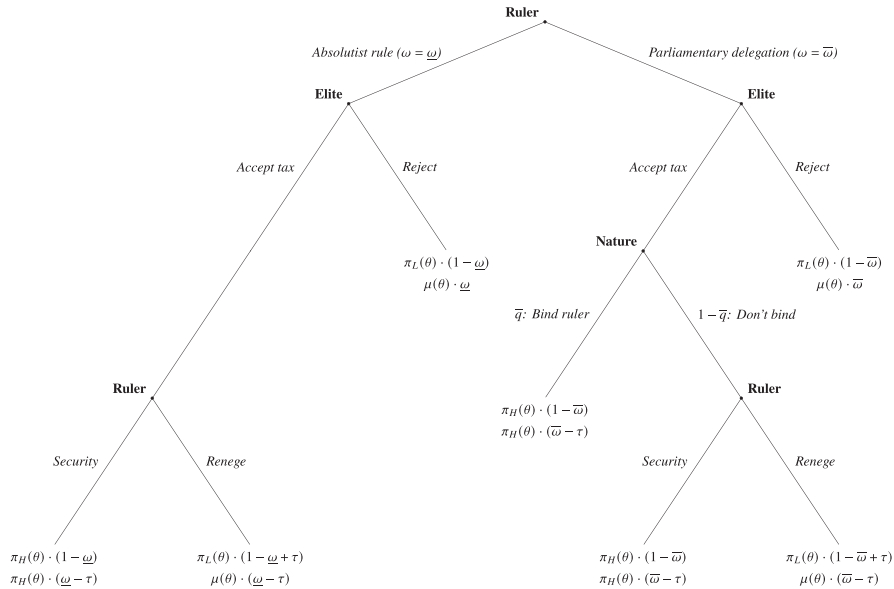 Ruler
Absolutist rule (ω = ω̲)
Parliamentary delegation (ω = ω̅)
Elite
Elite
Accept tax
Reject
Accept tax
Reject
Nature
π_L(θ) · (1 − ω̲)
μ(θ) · ω̲
π_L(θ) · (1 − ω̅)
μ(θ) · ω̅
q̅: Bind ruler
1 − q̅: Don't bind
Ruler
Ruler
π_H(θ) · (1 − ω̅)
π_H(θ) · (ω̅ − τ)
Security
Renege
Security
Renege
π_H(θ) · (1 − ω̲)
π_H(θ) · (ω̲ − τ)
π_L(θ) · (1 − ω̲ + τ)
μ(θ) · (ω̲ − τ)
π_H(θ) · (1 − ω̅)
π_H(θ) · (ω̅ − τ)
π_L(θ) · (1 − ω̅ + τ)
μ(θ) · (ω̅ − τ)